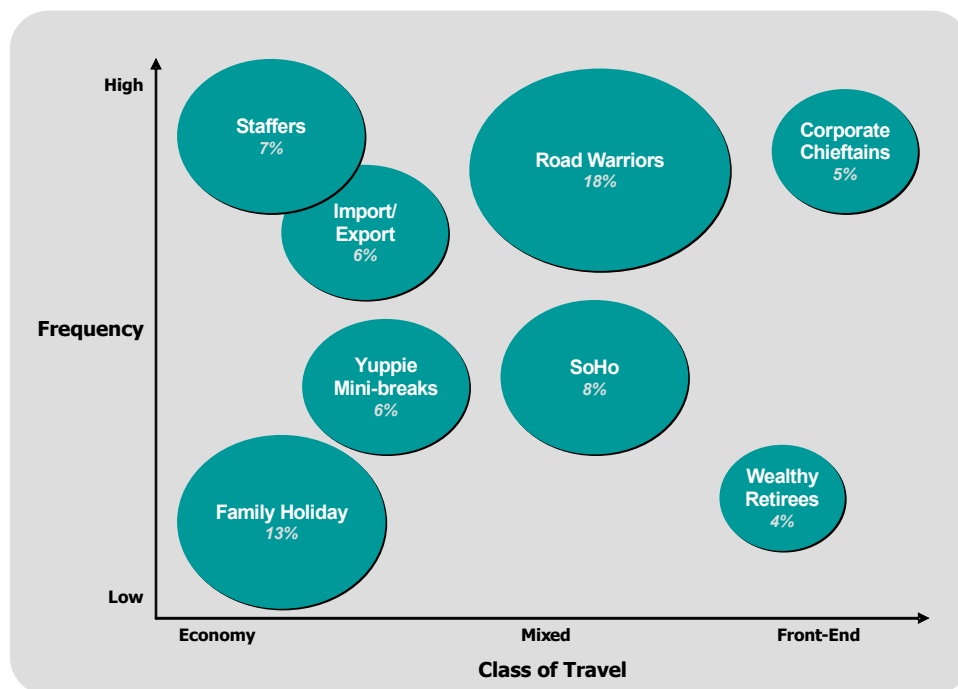 High
Staffers
7%
Road Warriors
18%
Corporate
Chieftains
5%
Import/
Export
6%
Frequency
Yuppie
Mini-breaks
6%
SoHo
8%
Family Holiday
13%
Wealthy
Retirees
4%
Low
Economy
Mixed
Front-End
Class of Travel